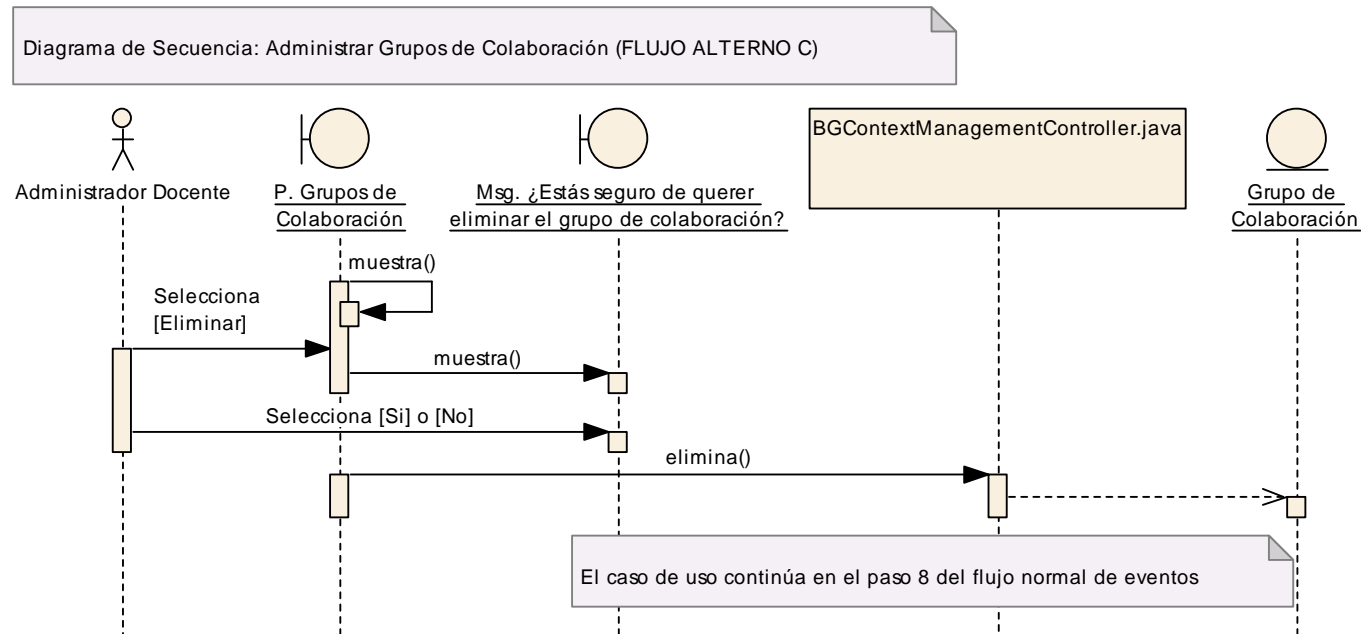 Diagrama de Secuencia: Administrar Grupos de Colaboración (FLUJO ALTERNO C)
Administrador Docente
P. Grupos de
Colaboración
Msg. ¿Estás seguro de querer
eliminar el grupo de colaboración?
BGContextManagementController.java
Grupo de
Colaboración
muestra()
Selecciona
[Eliminar]
muestra()
Selecciona [Si] o [No]
elimina()
El caso de uso continúa en el paso 8 del flujo normal de eventos